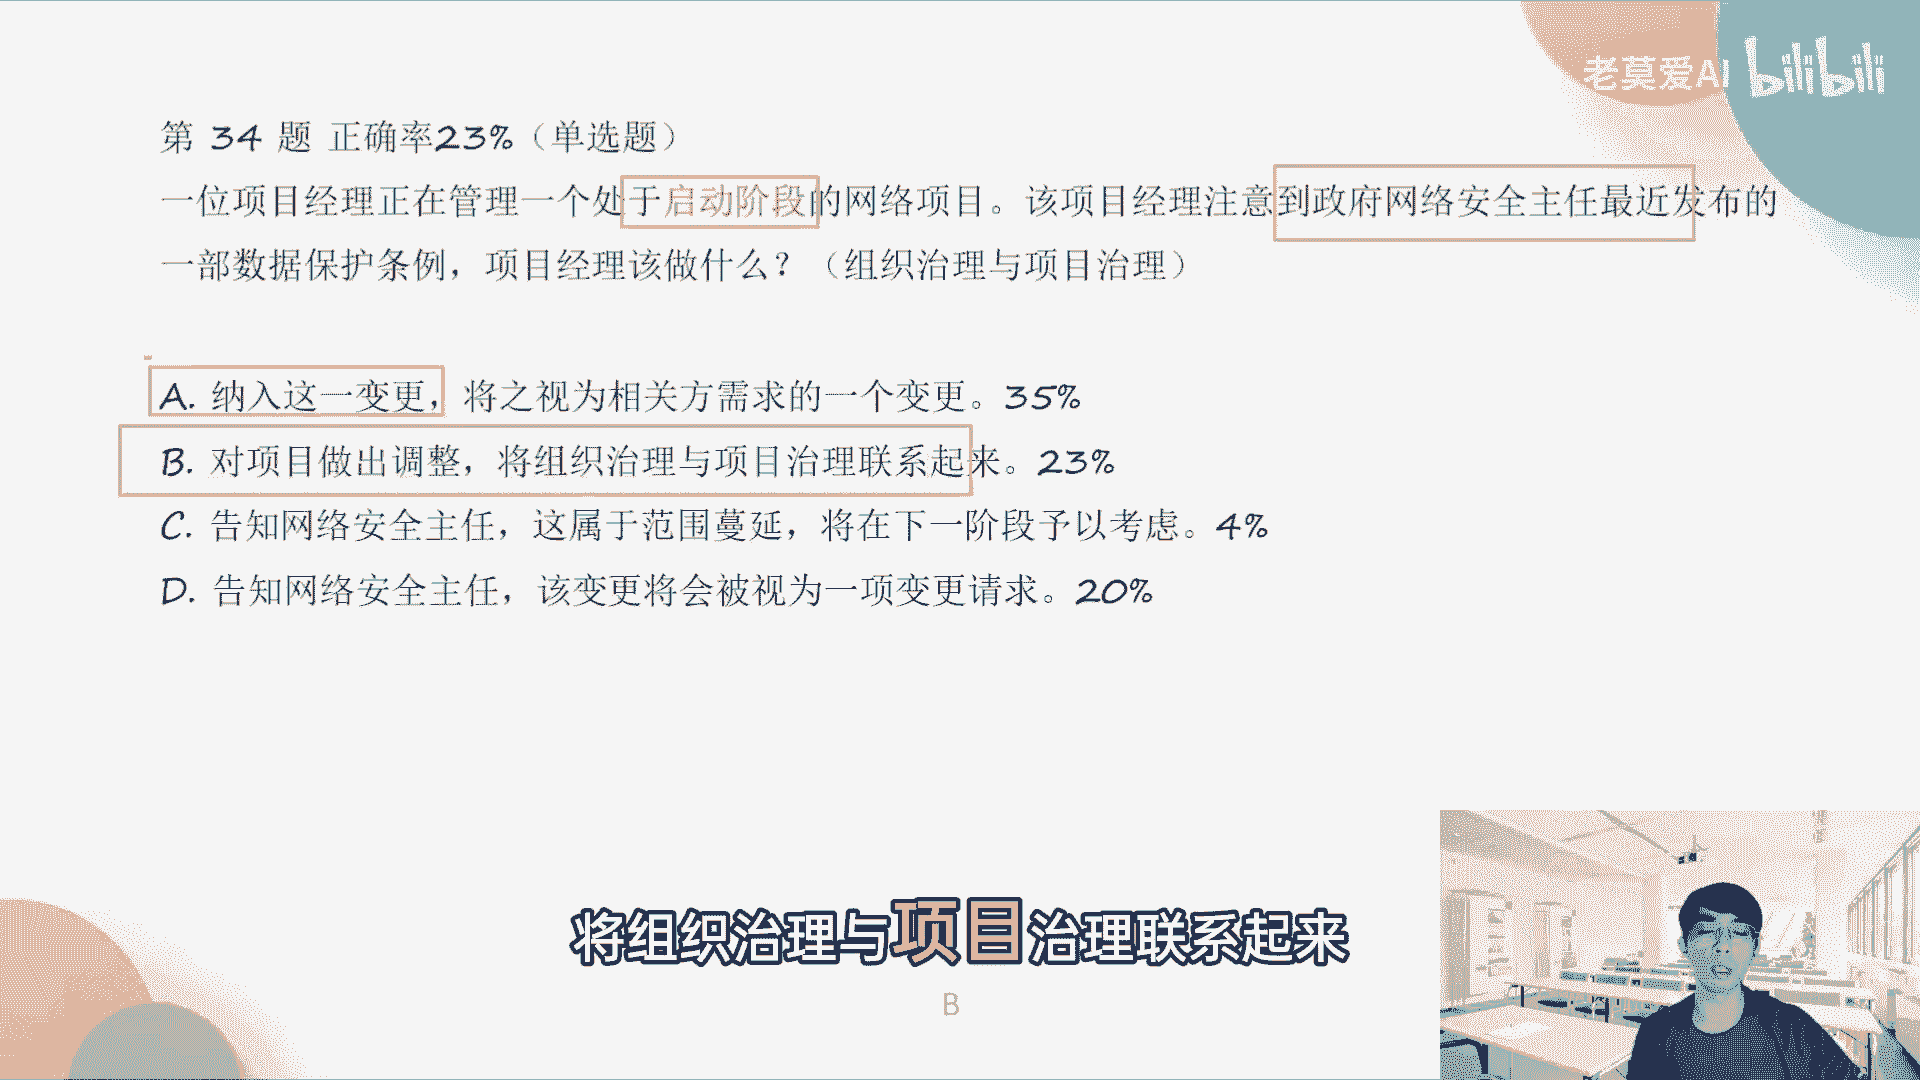 老莫爱AI bilibili
第 34 题 正确率23%（单选题）
一位项目经理正在管理一个处于启动阶段的网络项目。该项目经理注意到政府网络安全主任最近发布的
一部数据保护条例，项目经理该做什么？（组织治理与项目治理）
A. 纳入这一变更，将之视为相关方需求的一个变更。35%
B. 对项目做出调整，将组织治理与项目治理联系起来。23%
C. 告知网络安全主任，这属于范围蔓延，将在下一阶段予以考虑。4%
D. 告知网络安全主任，该变更将会被视为一项变更请求。20%
将组织治理与项目治理联系起来
B